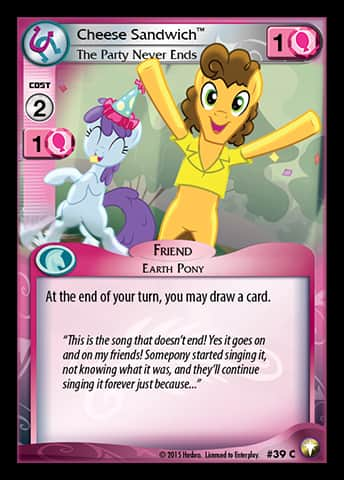 Cheese Sandwich™
The Party Never Ends
1
COST
2
1
FRIEND
EARTH PONY
At the end of your turn, you may draw a card.
“This is the song that doesn’t end! Yes it goes on
and on my friends! Somepony started singing it,
not knowing what it was, and they’ll continue
singing it forever just because...”
© 2015 Hasbro. Licensed to Enterplay.
#39 C